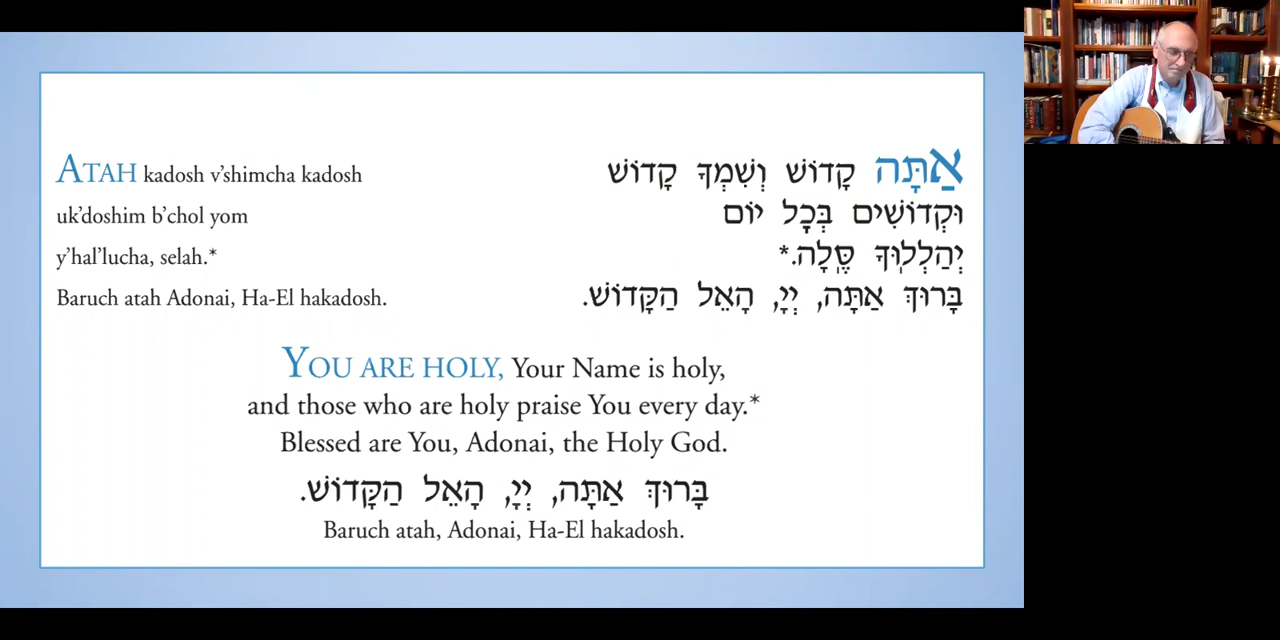 ATAH kadosh v’shimcha kadosh
uk’doshim b’chol yom
y’hal’lucha, selah.*
Baruch atah Adonai, Ha-El hakadosh.
אַתָּה קָדוֹשׁ וְשִׁמְךָ קָדוֹשׁ
וּקְדוֹשִׁים בְּכׇל יוֹם
יְהַלְלֽוּךָ סֶּֽלָה.*
בָּרוּךְ אַתָּה, יְיָ, הָאֵל הַקָּדוֹשׁ.
YOU ARE HOLY, Your Name is holy,
and those who are holy praise You every day.*
Blessed are You, Adonai, the Holy God.
בָּרוּךְ אַתָּה, יְיָ, הָאֵל הַקָּדוֹשׁ.
Baruch atah, Adonai, Ha-El hakadosh.